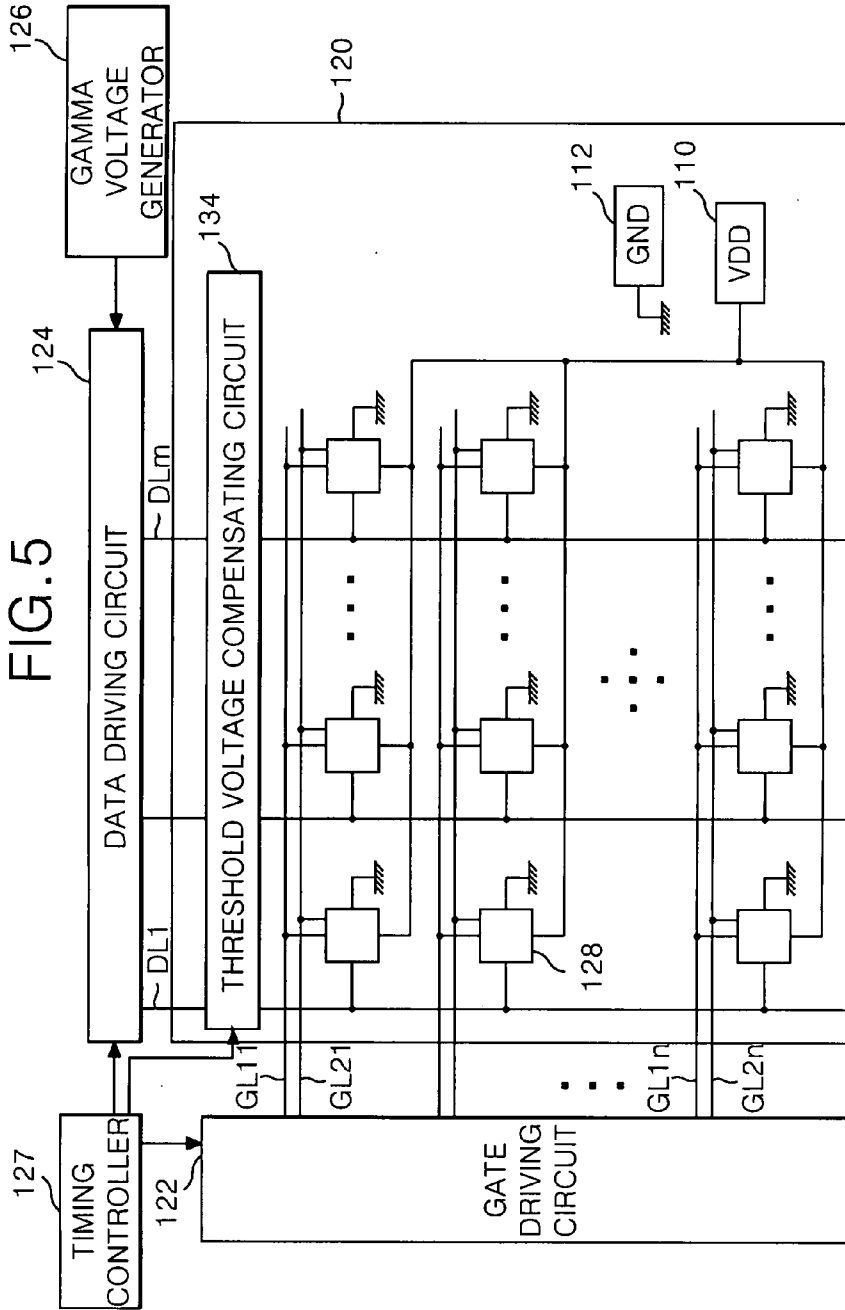 FIG.5
127
TIMING
CONTROLLER
124
DATA DRIVING CIRCUIT
126
GAMMA
VOLTAGE
GENERATOR
DL1
DLm
134
THRESHOLD VOLTAGE COMPENSATING CIRCUIT
120
122
GATE
DRIVING
CIRCUIT
GL11
GL21
128
GL1n
GL2n
112
GND
110
VDD